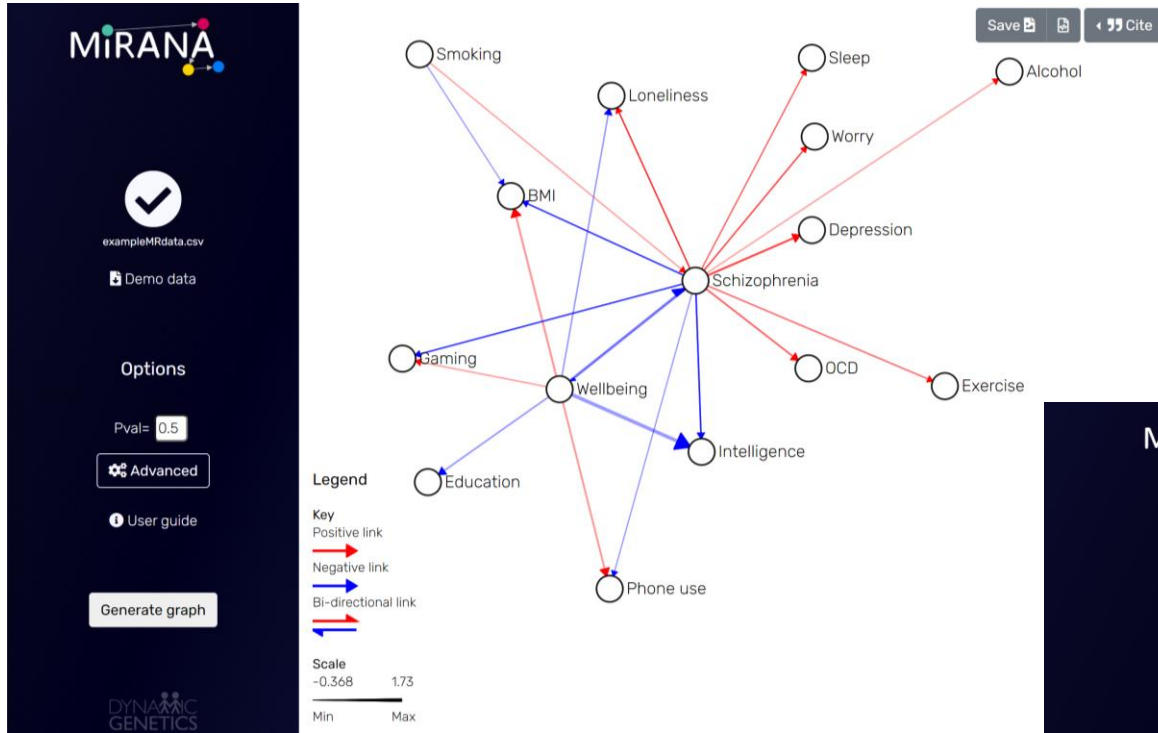 MiRANA
exampleMRdata.csv
Demo data
Options
Pval= 0.5
Advanced
User guide
Generate graph
DYNAMIC
GENETICS
Save
Cite
Smoking
Sleep
Alcohol
Loneliness
Worry
BMI
Depression
Schizophrenia
Gaming
OCD
Wellbeing
Exercise
Intelligence
Education
Phone use
Legend
Key
Positive link
Negative link
Bi-directional link
Scale
-0.368 1.73
Min Max
M